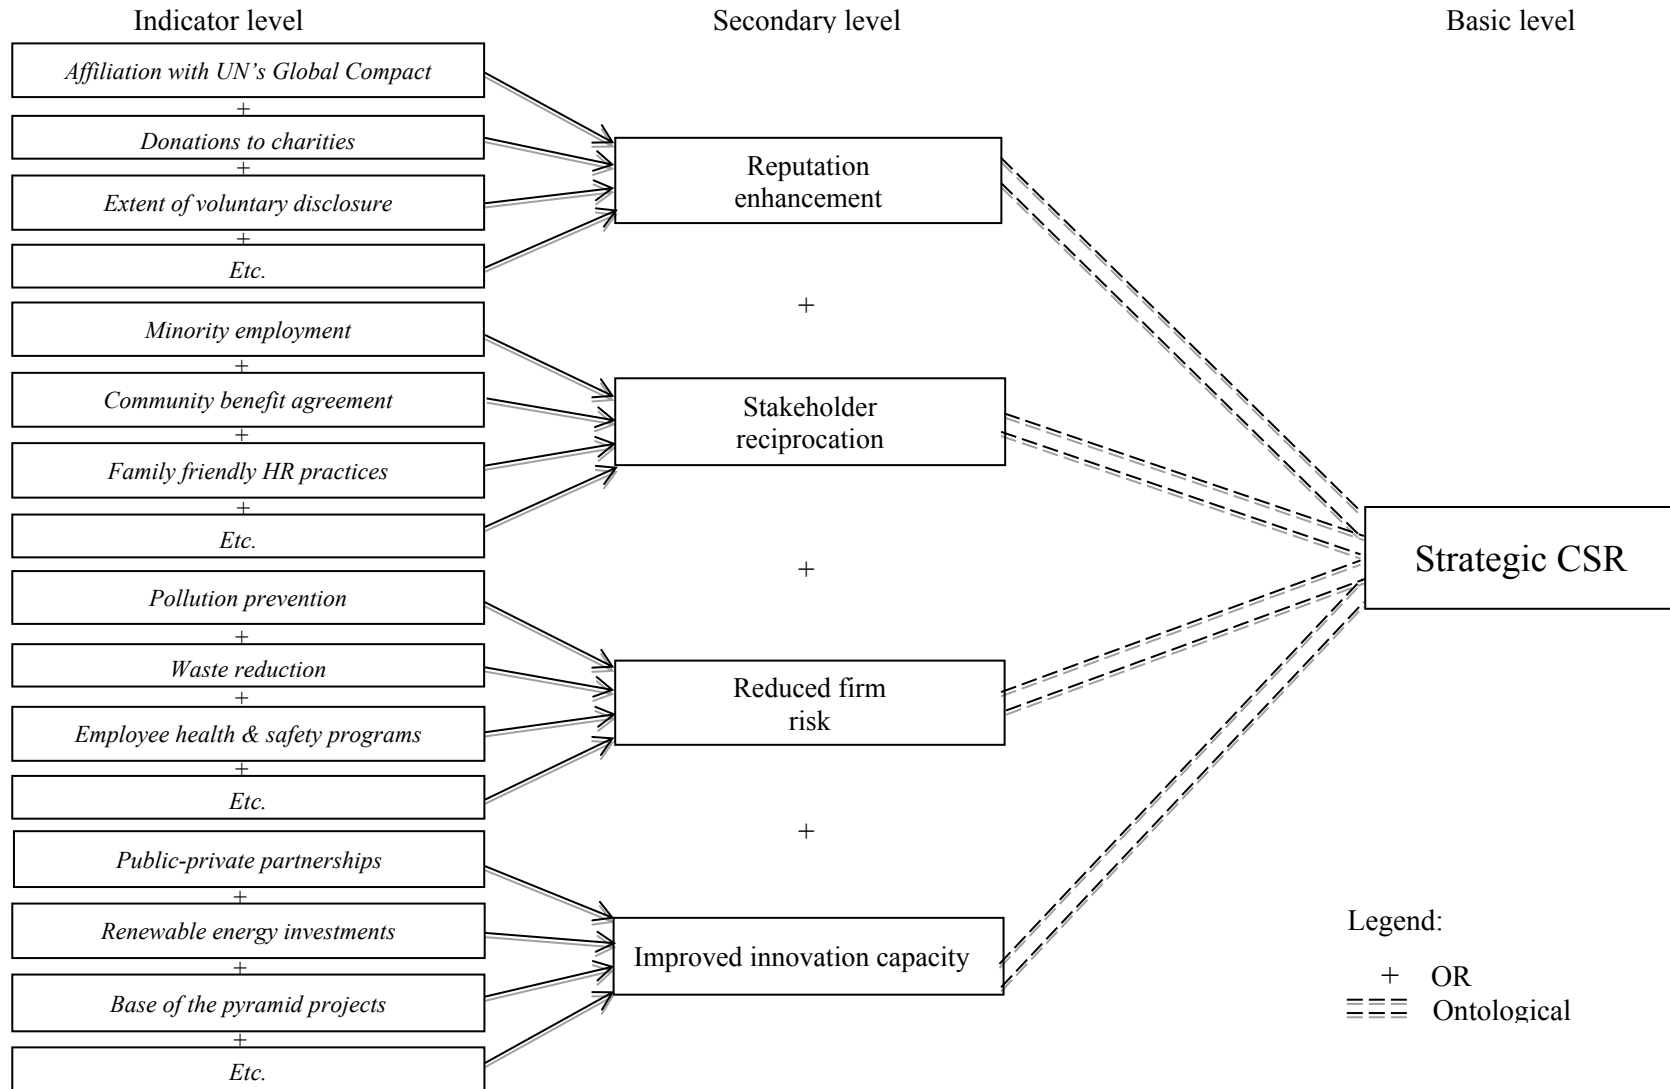 Indicator level
Secondary level
Basic level
Affiliation with UN's Global Compact
+
Donations to charities
+
Extent of voluntary disclosure
+
Etc.
Reputation
enhancement
+
Minority employment
+
Community benefit agreement
+
Family friendly HR practices
+
Etc.
Stakeholder
reciprocation
+
Pollution prevention
+
Waste reduction
+
Employee health & safety programs
+
Etc.
Reduced firm
risk
+
Public-private partnerships
+
Renewable energy investments
+
Base of the pyramid projects
+
Etc.
Improved innovation capacity
Strategic CSR
Legend:
+ OR
Ontological